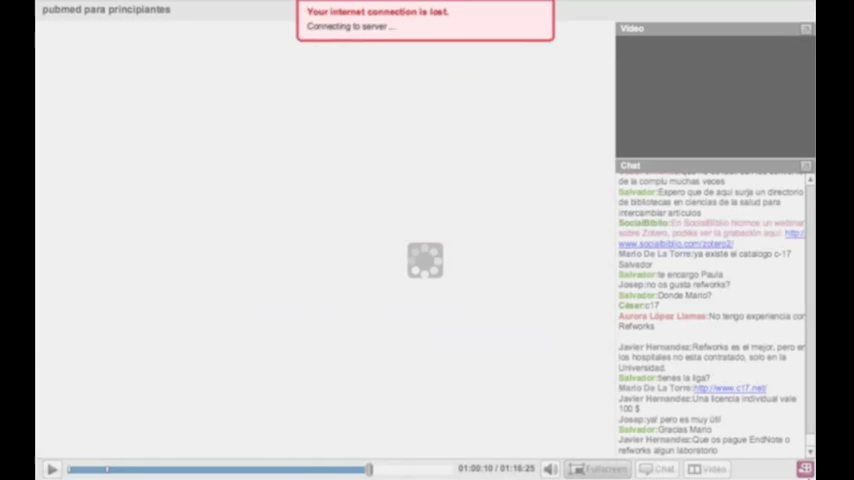 pubmed para principiantes
Your internet connection is lost.
Connecting to server ...
Video
Chat
de la complu muchas veces
Salvador:Espero que de aqui surja un directorio
de bibliotecas en ciencias de la salud para
intercambiar artículos
SocialBiblio:En SocialBiblio hicimos un webinar
sobre Zotero, podéis ver la grabación aquí: http:/
www.socialbiblio.com/zotero2/
Mario De La Torre:ya existe el catalogo c-17
Salvador
Salvador:te encargo Paula
Josep:no os gusta refworks?
Salvador:Donde Mario?
César:c17
Aurora López Llames:No tengo experiencia con
Refworks
Javier Hernandez:Refworks es el mejor, pero en
los hospitales no esta contratado, solo en la
Universidad.
Salvador:tienes la liga?
Mario De La Torre:http://www.c17.net/
Javier Hernandez:Una licencia individual vale
100 $
Josep:ya! pero es muy útil
Salvador:Gracias Mario
Javier Hernandez:Que os pague EndNote o
refworks algun laboratorio
01:00:10 / 01:16:25
Fullscreen
Chat
Video
SB